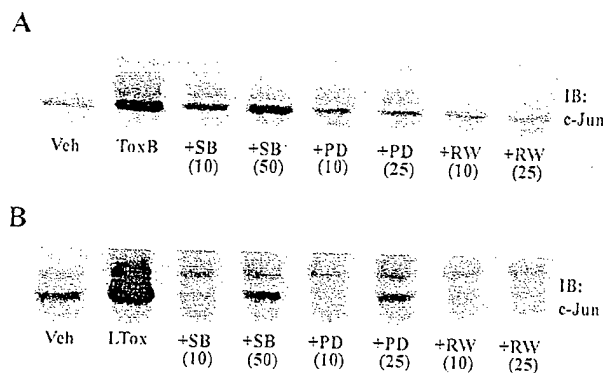 A
IB:
c-Jun
Veh ToxB +SB +SB +PD +PD +RW +RW
(10) (50) (10) (25) (10) (25)
B
IB:
c-Jun
Veh LTox +SB +SB +PD +PD +RW +RW
(10) (50) (10) (25) (10) (25)